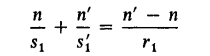 n/s₁ + n′/s′₁ = (n′ − n)/r₁